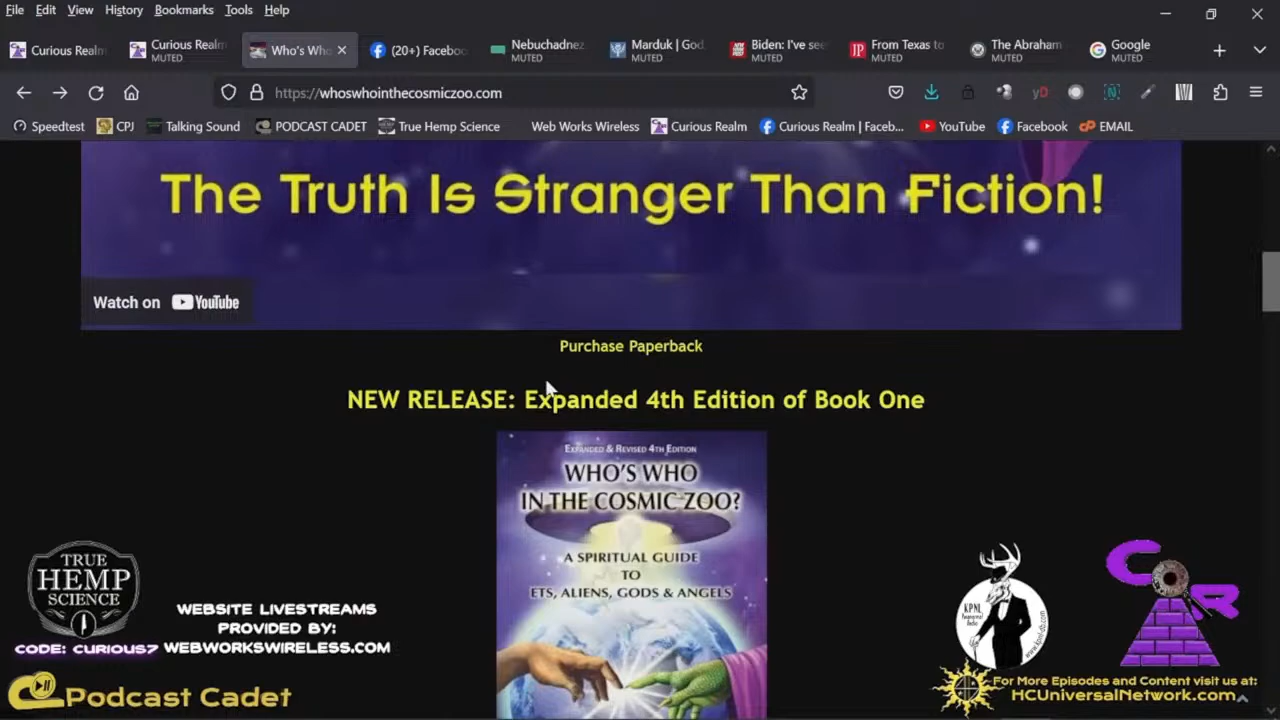 File Edit View History Bookmarks Tools Help
Curious Realm
Curious Realm
MUTED
Who's Who
(20+) Facebo
Nebuchadnez
MUTED
Marduk | God
MUTED
Biden: I've see
MUTED
From Texas to
MUTED
The Abraham
MUTED
Google
MUTED
https://whoswhointhecosmiczoo.com
Speedtest CPJ Talking Sound PODCAST CADET True Hemp Science Web Works Wireless Curious Realm Curious Realm | Faceb... YouTube Facebook EMAIL
The Truth Is Stranger Than Fiction!
Watch on YouTube
Purchase Paperback
NEW RELEASE: Expanded 4th Edition of Book One
EXPANDED & REVISED 4TH EDITION
WHO'S WHO
IN THE COSMIC ZOO?
A SPIRITUAL GUIDE
TO
ETS, ALIENS, GODS & ANGELS
TRUE
HEMP
SCIENCE
CODE: CURIOUS7
WEBSITE LIVESTREAMS
PROVIDED BY:
WEBWORKSWIRELESS.COM
Podcast Cadet
KPNL
C R
For More Episodes and Content visit us at:
HCUniversalNetwork.com